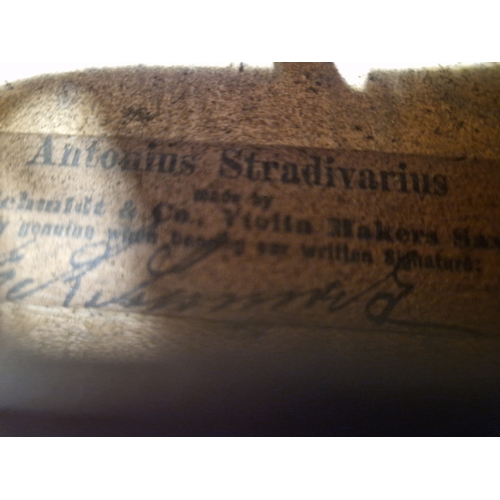 Antonius Stradivarius
made by
& Co., Violin Makers
genuine when bearing our written Signature: